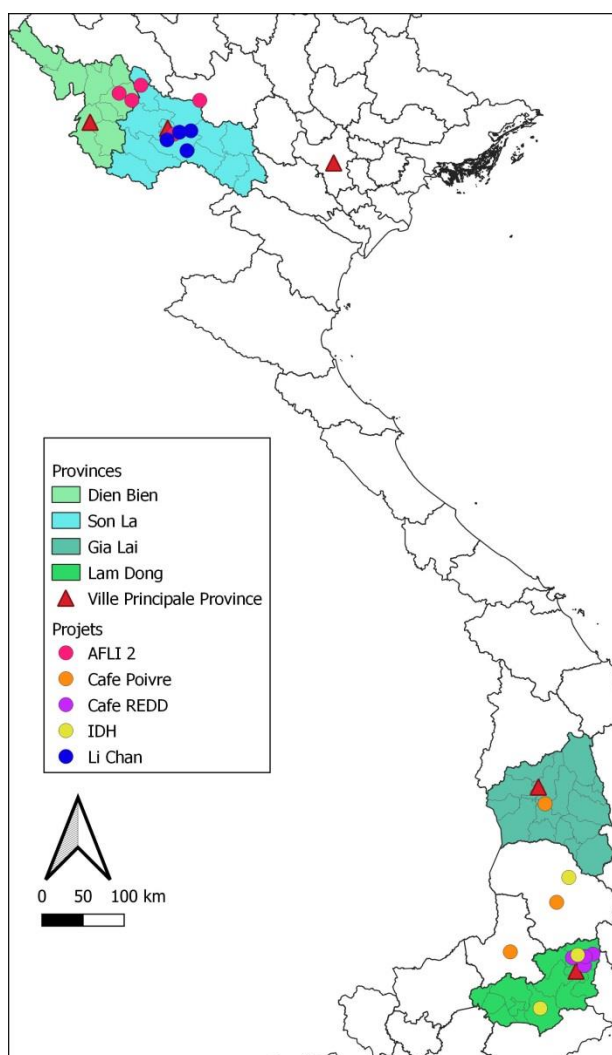 Provinces
Dien Bien
Son La
Gia Lai
Lam Dong
Ville Principale Province
Projets
AFLI 2
Cafe Poivre
Cafe REDD
IDH
Li Chan
0 50 100 km